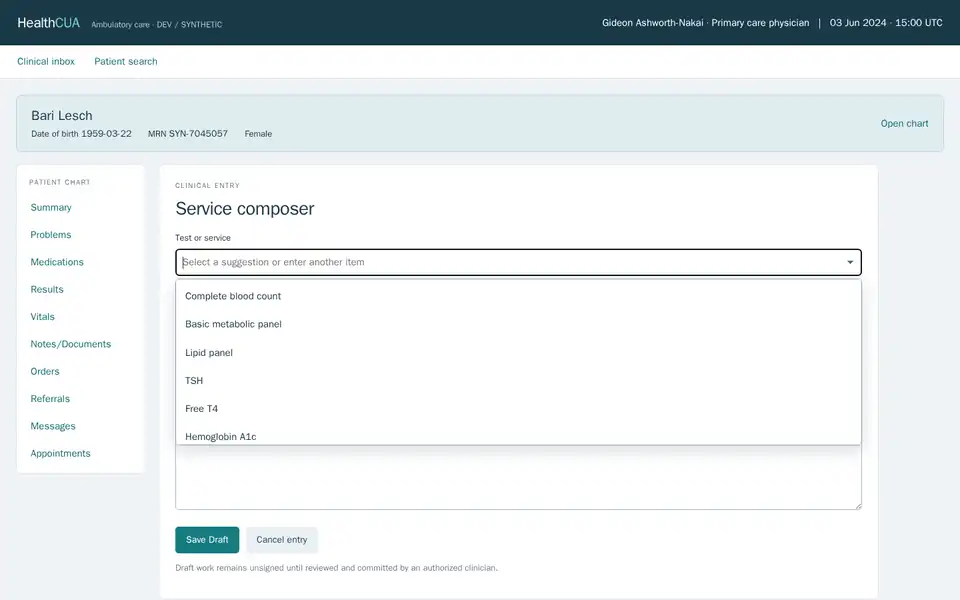 HealthCUA Ambulatory care · DEV / SYNTHETIC Gideon Ashworth-Nakai · Primary care physician | 03 Jun 2024 · 15:00 UTC
Clinical inbox Patient search
Bari Lesch
Date of birth 1959-03-22 MRN SYN-7045057 Female
Open chart
PATIENT CHART
Summary
Problems
Medications
Results
Vitals
Notes/Documents
Orders
Referrals
Messages
Appointments
CLINICAL ENTRY
Service composer
Test or service
Select a suggestion or enter another item
Complete blood count
Basic metabolic panel
Lipid panel
TSH
Free T4
Hemoglobin A1c
Save Draft Cancel entry
Draft work remains unsigned until reviewed and committed by an authorized clinician.